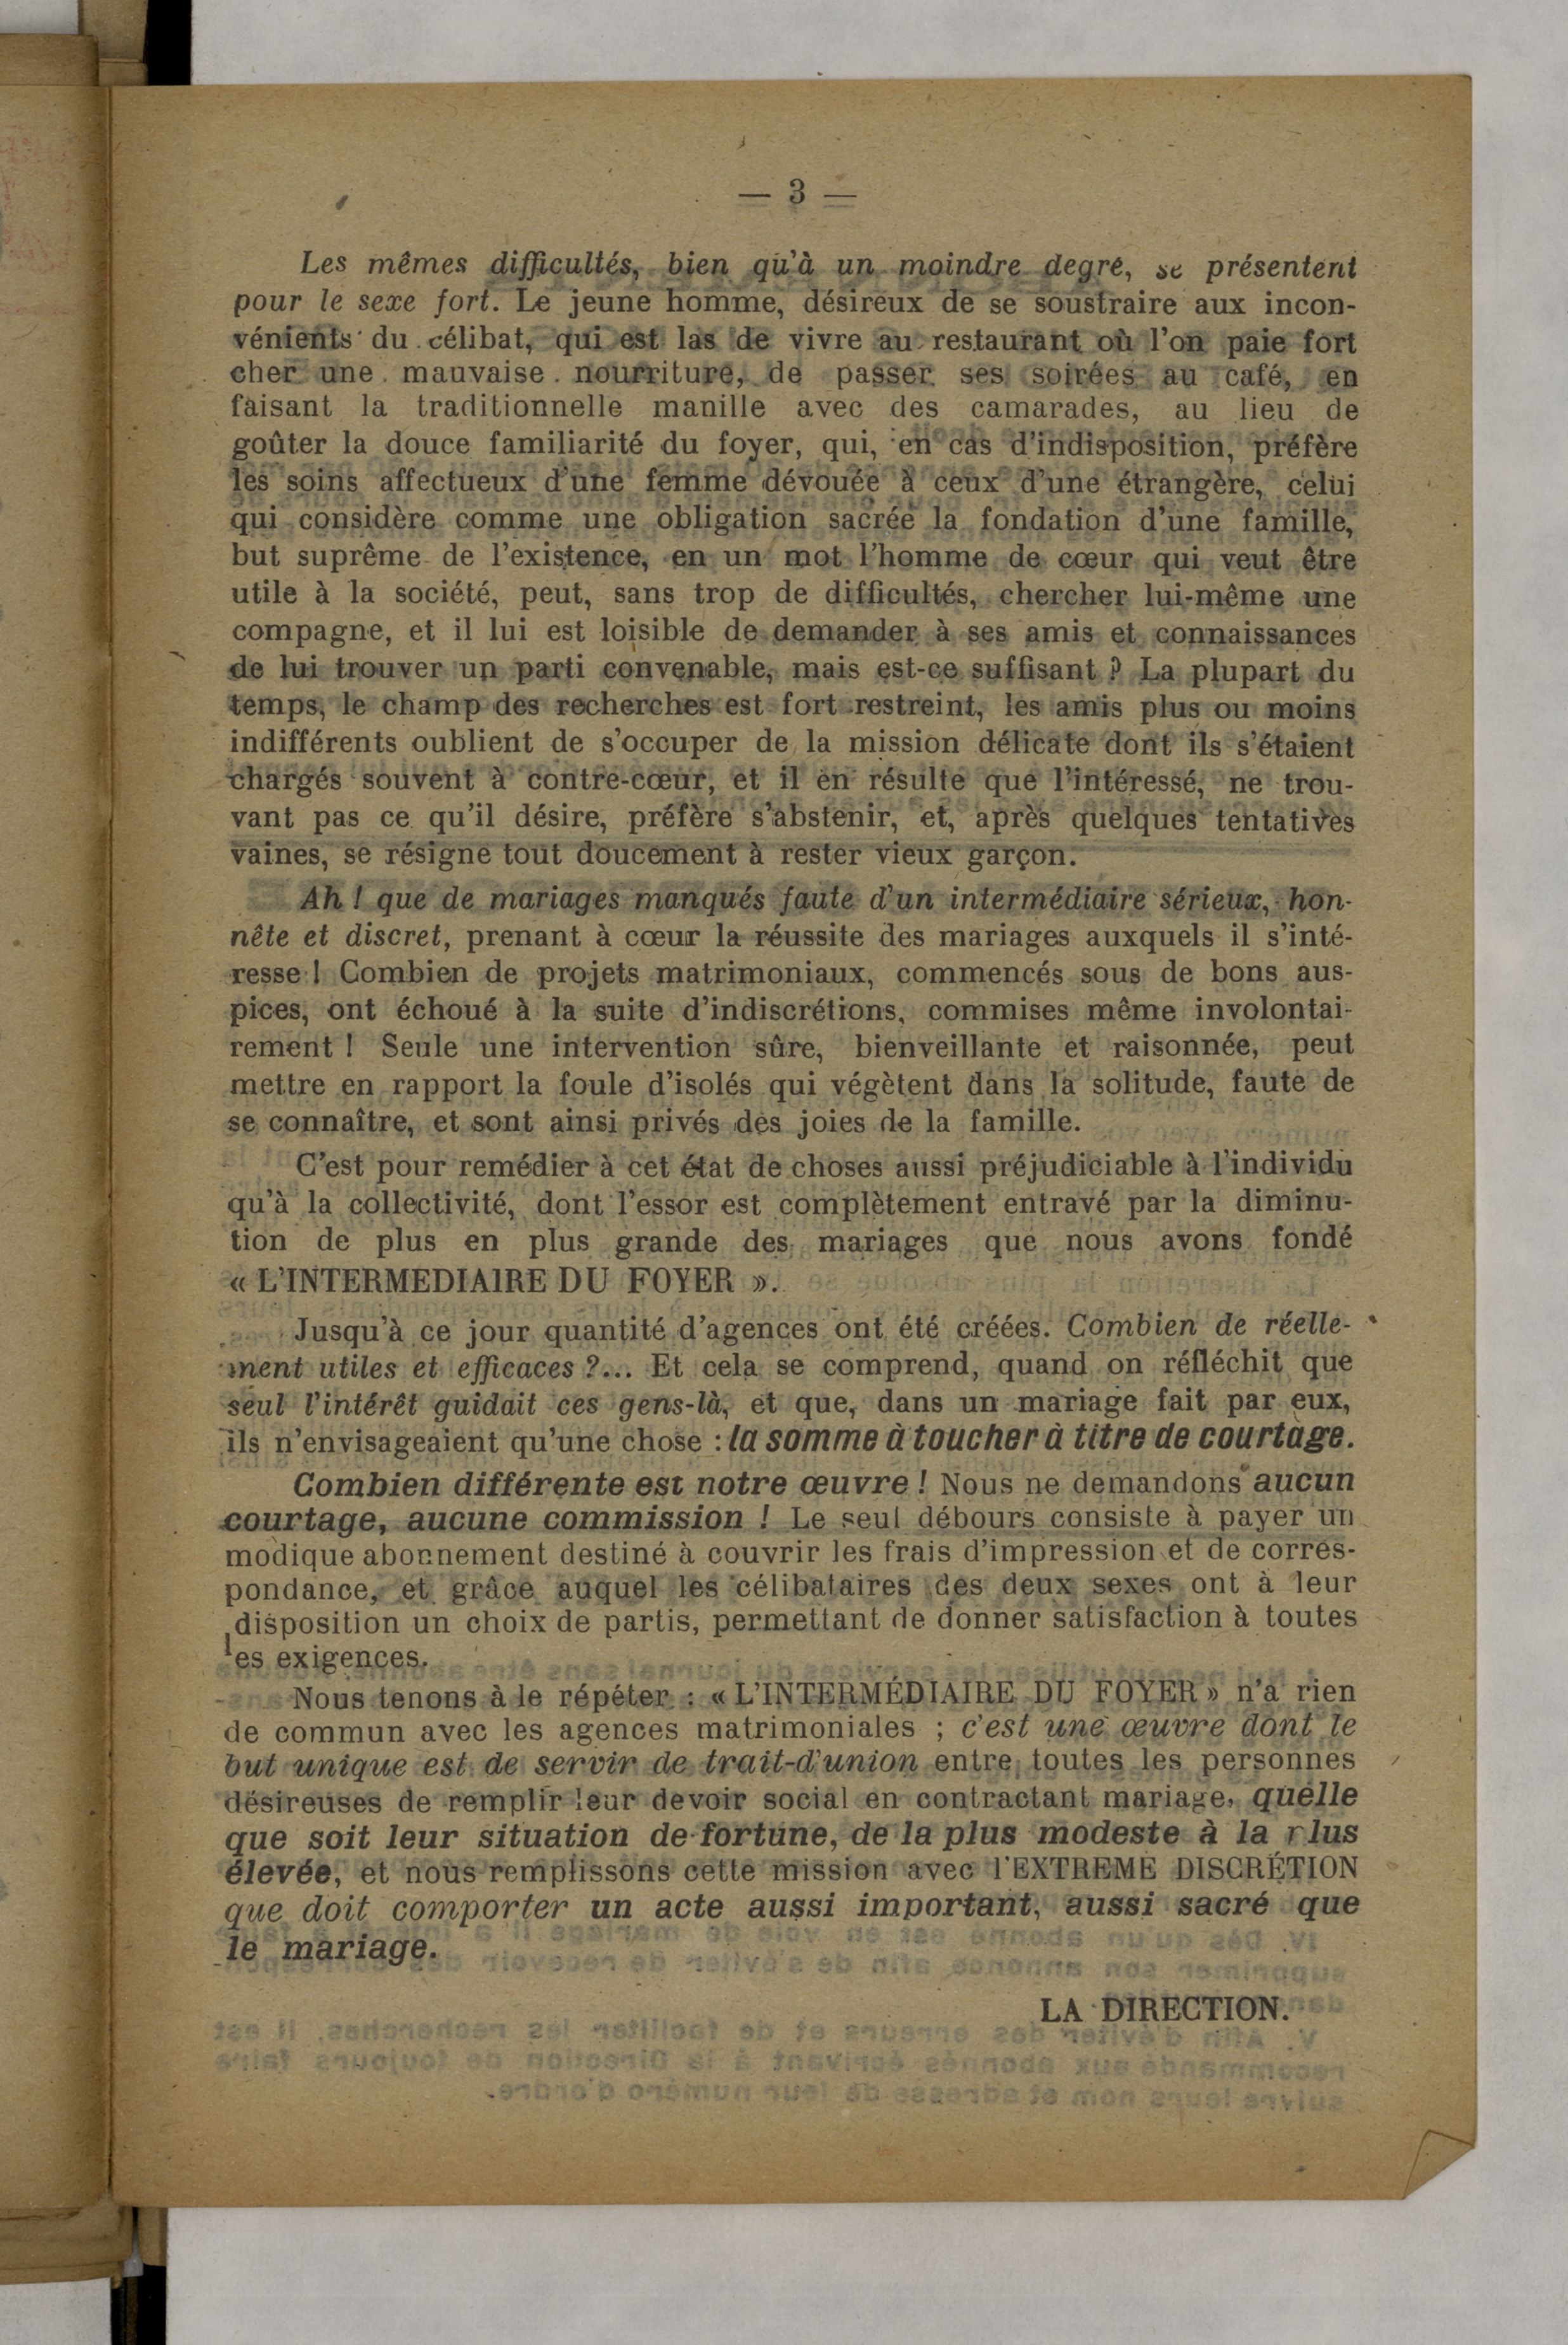 — 3 —
Les mêmes difficultés, bien qu'à un moindre degré, se présentent
pour le sexe fort. Le jeune homme, désireux de se soustraire aux incon-
vénients du célibat, qui est las de vivre au restaurant où l'on paie fort
cher une mauvaise nourriture, de passer ses soirées au café, en
faisant la traditionnelle manille avec des camarades, au lieu de
goûter la douce familiarité du foyer, qui, en cas d'indisposition, préfère
les soins affectueux d'une femme dévouée à ceux d'une étrangère, celui
qui considère comme une obligation sacrée la fondation d'une famille,
but suprême de l'existence, en un mot l'homme de cœur qui veut être
utile à la société, peut, sans trop de difficultés, chercher lui-même une
compagne, et il lui est loisible de demander à ses amis et connaissances
de lui trouver un parti convenable, mais est-ce suffisant ? La plupart du
temps, le champ des recherches est fort restreint, les amis plus ou moins
indifférents oublient de s'occuper de la mission délicate dont ils s'étaient
chargés souvent à contre-cœur, et il en résulte que l'intéressé, ne trou-
vant pas ce qu'il désire, préfère s'abstenir, et, après quelques tentatives
vaines, se résigne tout doucement à rester vieux garçon.
Ah ! que de mariages manqués faute d'un intermédiaire sérieux, hon-
nête et discret, prenant à cœur la réussite des mariages auxquels il s'inté-
resse ! Combien de projets matrimoniaux, commencés sous de bons aus-
pices, ont échoué à la suite d'indiscrétions, commises même involontai-
rement ! Seule une intervention sûre, bienveillante et raisonnée, peut
mettre en rapport la foule d'isolés qui végètent dans la solitude, faute de
se connaître, et sont ainsi privés des joies de la famille.
C'est pour remédier à cet état de choses aussi préjudiciable à l'individu
qu'à la collectivité, dont l'essor est complètement entravé par la diminu-
tion de plus en plus grande des mariages que nous avons fondé
« L'INTERMEDIAIRE DU FOYER ».
Jusqu'à ce jour quantité d'agences ont été créées. Combien de réelle-
ment utiles et efficaces ?... Et cela se comprend, quand on réfléchit que
seul l'intérêt guidait ces gens-là, et que, dans un mariage fait par eux,
ils n'envisageaient qu'une chose : la somme à toucher à titre de courtage.
Combien différente est notre œuvre ! Nous ne demandons aucun
courtage, aucune commission ! Le seul débours consiste à payer un
modique abonnement destiné à couvrir les frais d'impression et de corres-
pondance, et grâce auquel les célibataires des deux sexes ont à leur
disposition un choix de partis, permettant de donner satisfaction à toutes
les exigences.
Nous tenons à le répéter : « L'INTERMÉDIAIRE DU FOYER » n'a rien
de commun avec les agences matrimoniales ; c'est une œuvre dont le
but unique est de servir de trait-d'union entre toutes les personnes
désireuses de remplir leur devoir social en contractant mariage, quelle
que soit leur situation de fortune, de la plus modeste à la plus
élevée, et nous remplissons cette mission avec l'EXTREME DISCRÉTION
que doit comporter un acte aussi important, aussi sacré que
le mariage.
LA DIRECTION.